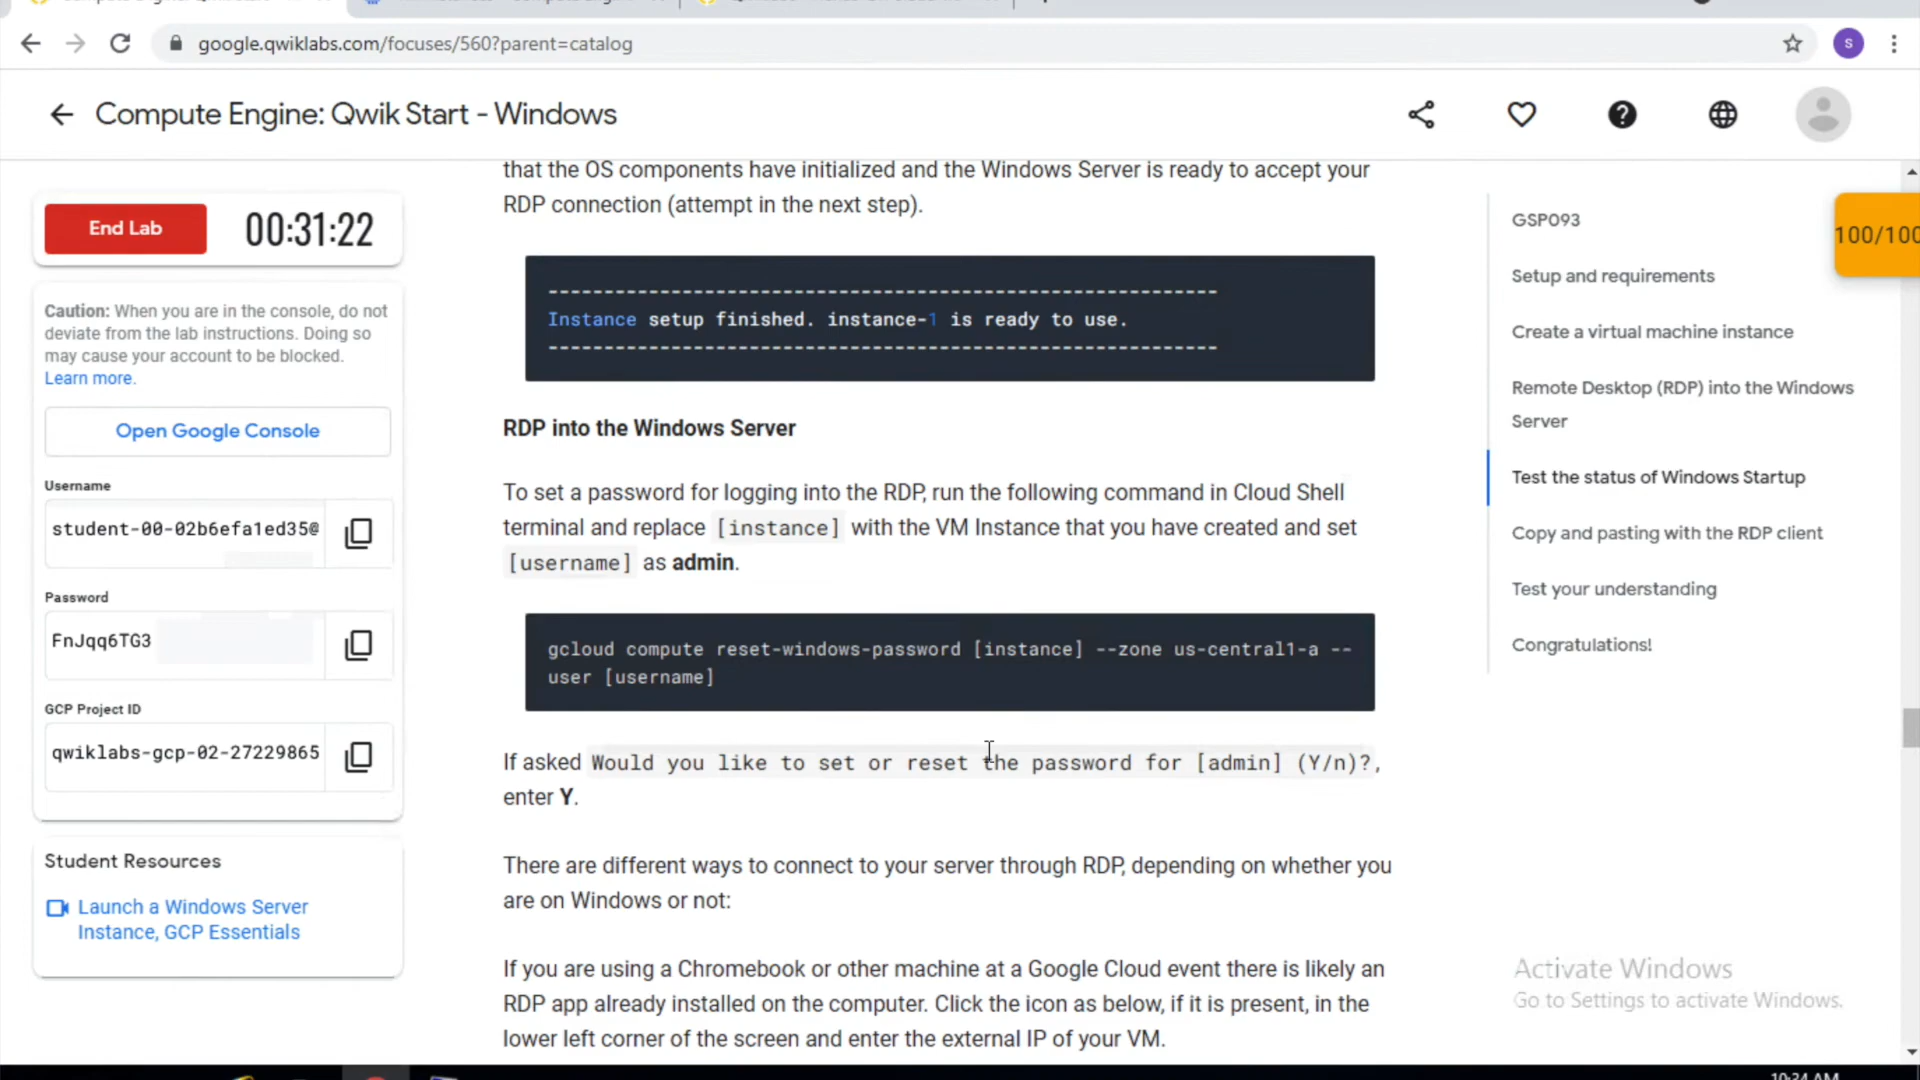 google.qwiklabs.com/focuses/560?parent=catalog
S
Compute Engine: Qwik Start - Windows
End Lab
00:31:22
Caution: When you are in the console, do not
deviate from the lab instructions. Doing so
may cause your account to be blocked.
Learn more.
Open Google Console
Username
student-00-02b6efa1ed35@
Password
FnJqq6TG3
GCP Project ID
qwiklabs-gcp-02-27229865
Student Resources
Launch a Windows Server
Instance, GCP Essentials
that the OS components have initialized and the Windows Server is ready to accept your
RDP connection (attempt in the next step).
------------------------------------------------------------
Instance setup finished. instance-1 is ready to use.
------------------------------------------------------------
RDP into the Windows Server
To set a password for logging into the RDP, run the following command in Cloud Shell
terminal and replace [instance] with the VM Instance that you have created and set
[username] as admin.
gcloud compute reset-windows-password [instance] --zone us-central1-a --
user [username]
If asked Would you like to set or reset the password for [admin] (Y/n)?,
enter Y.
There are different ways to connect to your server through RDP, depending on whether you
are on Windows or not:
If you are using a Chromebook or other machine at a Google Cloud event there is likely an
RDP app already installed on the computer. Click the icon as below, if it is present, in the
lower left corner of the screen and enter the external IP of your VM.
GSP093
100/100
Setup and requirements
Create a virtual machine instance
Remote Desktop (RDP) into the Windows
Server
Test the status of Windows Startup
Copy and pasting with the RDP client
Test your understanding
Congratulations!
Activate Windows
Go to Settings to activate Windows.
10:34 AM